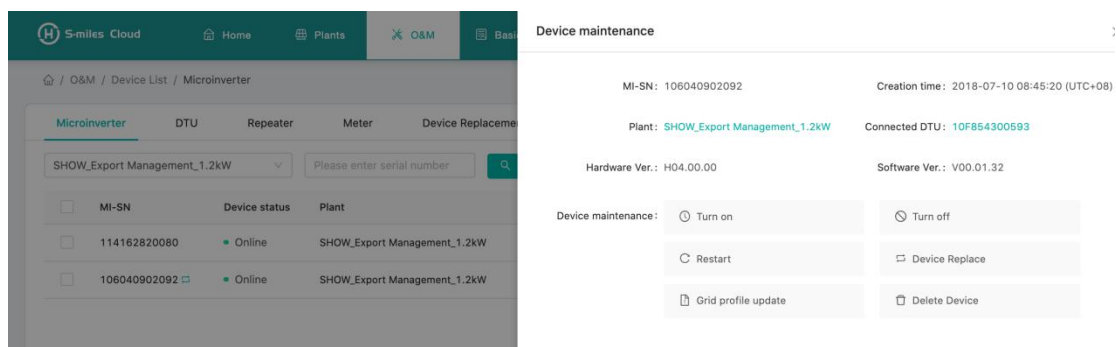 S-miles Cloud Home Plants O&M Basi
/ O&M / Device List / Microinverter
Microinverter DTU Repeater Meter Device Replaceme
SHOW_Export Management_1.2kW Please enter serial number
MI-SN Device status Plant
114162820080 Online SHOW_Export Management_1.2kW
106040902092 Online SHOW_Export Management_1.2kW
Device maintenance
MI-SN: 106040902092 Creation time: 2018-07-10 08:45:20 (UTC+08)
Plant: SHOW_Export Management_1.2kW Connected DTU: 10F854300593
Hardware Ver.: H04.00.00 Software Ver.: V00.01.32
Device maintenance: Turn on Turn off
Restart Device Replace
Grid profile update Delete Device